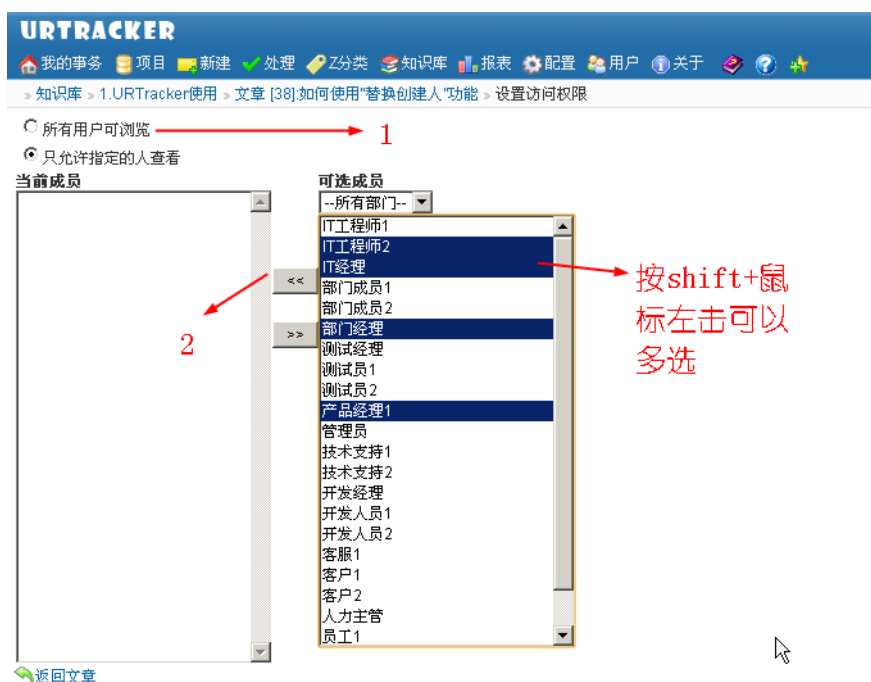 URTRACKER
我的事务 项目 新建 处理 Z分类 知识库 报表 配置 用户 关于
» 知识库 » 1.URTracker使用 » 文章 [38]:如何使用"替换创建人"功能 » 设置访问权限
所有用户可浏览
1
只允许指定的人查看
当前成员
可选成员
--所有部门--
IT工程师1
IT工程师2
IT经理
部门成员1
部门成员2
部门经理
测试经理
测试员1
测试员2
产品经理1
管理员
技术支持1
技术支持2
开发经理
开发人员1
开发人员2
客服1
客户1
客户2
人力主管
员工1
<<
>>
2
按shift+鼠
标左击可以
多选
返回文章